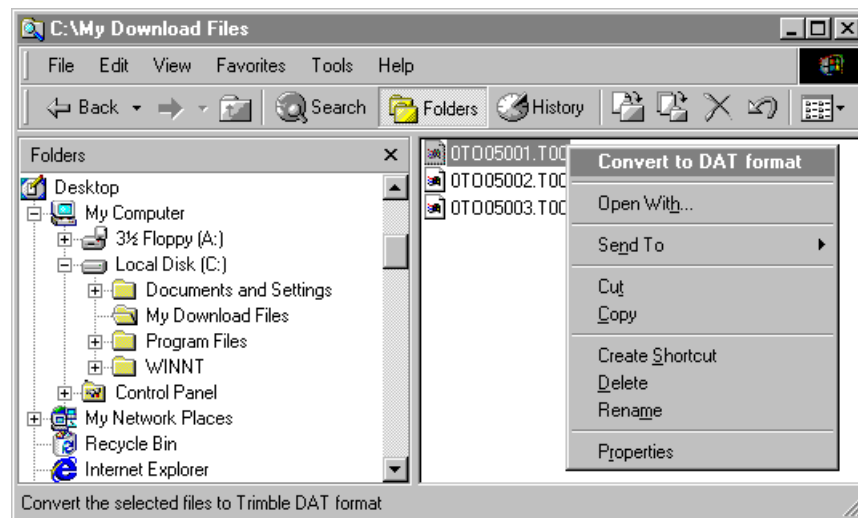 C:\My Download Files
File Edit View Favorites Tools Help
Back Search Folders History
Folders
Desktop
My Computer
3½ Floppy (A:)
Local Disk (C:)
Documents and Settings
My Download Files
Program Files
WINNT
Control Panel
My Network Places
Recycle Bin
Internet Explorer
0TO05001.T00
0TO05002.T00
0TO05003.T00
Convert to DAT format
Open With...
Send To
Cut
Copy
Create Shortcut
Delete
Rename
Properties
Convert the selected files to Trimble DAT format